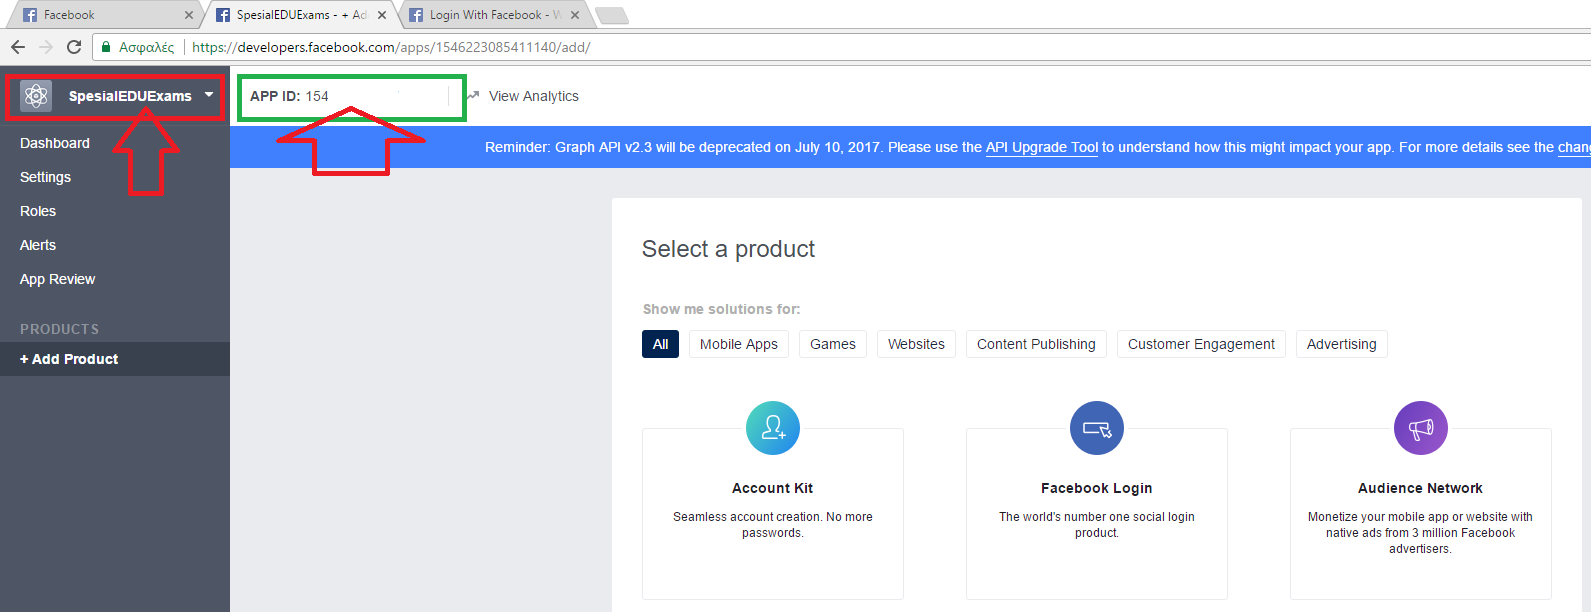 Facebook
SpesialEDUExams - + Ad
Login With Facebook - W
Ασφαλές
https://developers.facebook.com/apps/1546223085411140/add/
SpesialEDUExams
APP ID: 154
View Analytics
Reminder: Graph API v2.3 will be deprecated on July 10, 2017. Please use the API Upgrade Tool to understand how this might impact your app. For more details see the chang
Dashboard
Settings
Roles
Alerts
App Review
PRODUCTS
+ Add Product
Select a product
Show me solutions for:
All
Mobile Apps
Games
Websites
Content Publishing
Customer Engagement
Advertising
Account Kit
Seamless account creation. No more
passwords.
Facebook Login
The world's number one social login
product.
Audience Network
Monetize your mobile app or website with
native ads from 3 million Facebook
advertisers.